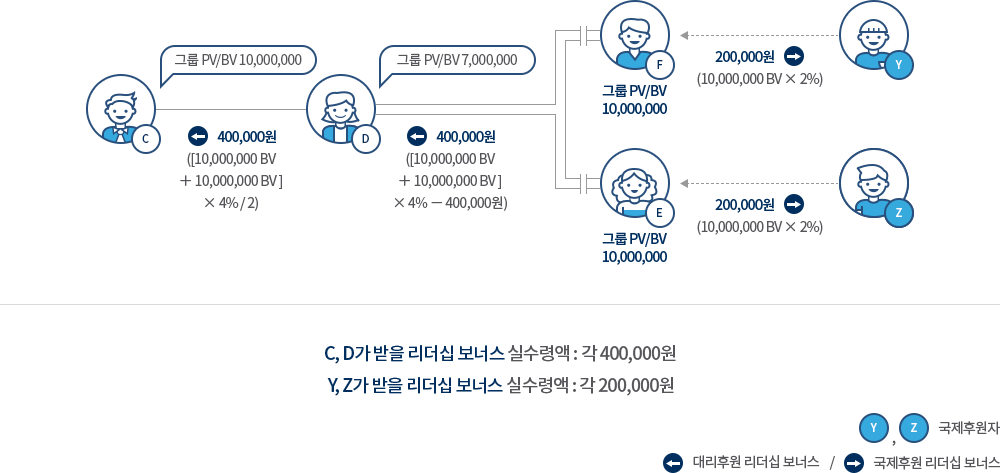 그룹 PV/BV 10,000,000
그룹 PV/BV 7,000,000
C
D
F
Y
400,000원
([10,000,000 BV
+ 10,000,000 BV ]
× 4% / 2)
400,000원
([10,000,000 BV
+ 10,000,000 BV ]
× 4% − 400,000원)
그룹 PV/BV
10,000,000
200,000원
(10,000,000 BV × 2%)
E
Z
그룹 PV/BV
10,000,000
200,000원
(10,000,000 BV × 2%)
C, D가 받을 리더십 보너스 실수령액 : 각 400,000원
Y, Z가 받을 리더십 보너스 실수령액 : 각 200,000원
Y , Z 국제후원자
대리후원 리더십 보너스 / 국제후원 리더십 보너스